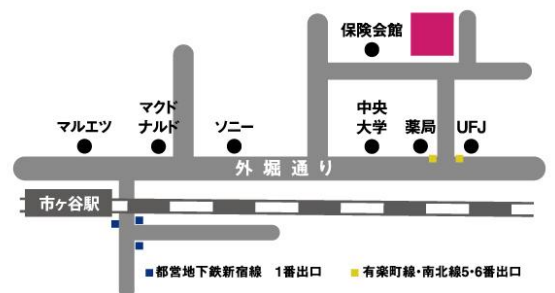 保険会館
マクド
ナルド
マルエツ
ソニー
中央
大学
薬局
UFJ
外堀通り
市ヶ谷駅
■都営地下鉄新宿線 1番出口
■有楽町線・南北線5・6番出口